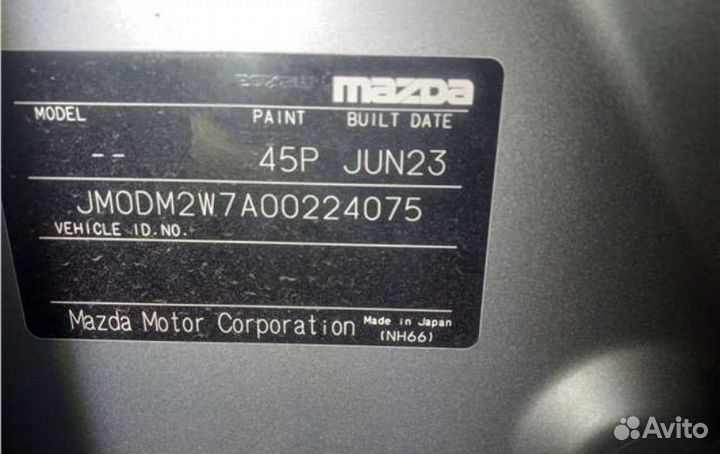 mazda
MODEL PAINT BUILT DATE
-- 45P JUN23
JM0DM2W7A00224075
VEHICLE ID.NO.
Mazda Motor Corporation Made in Japan
(NH66)
Avito